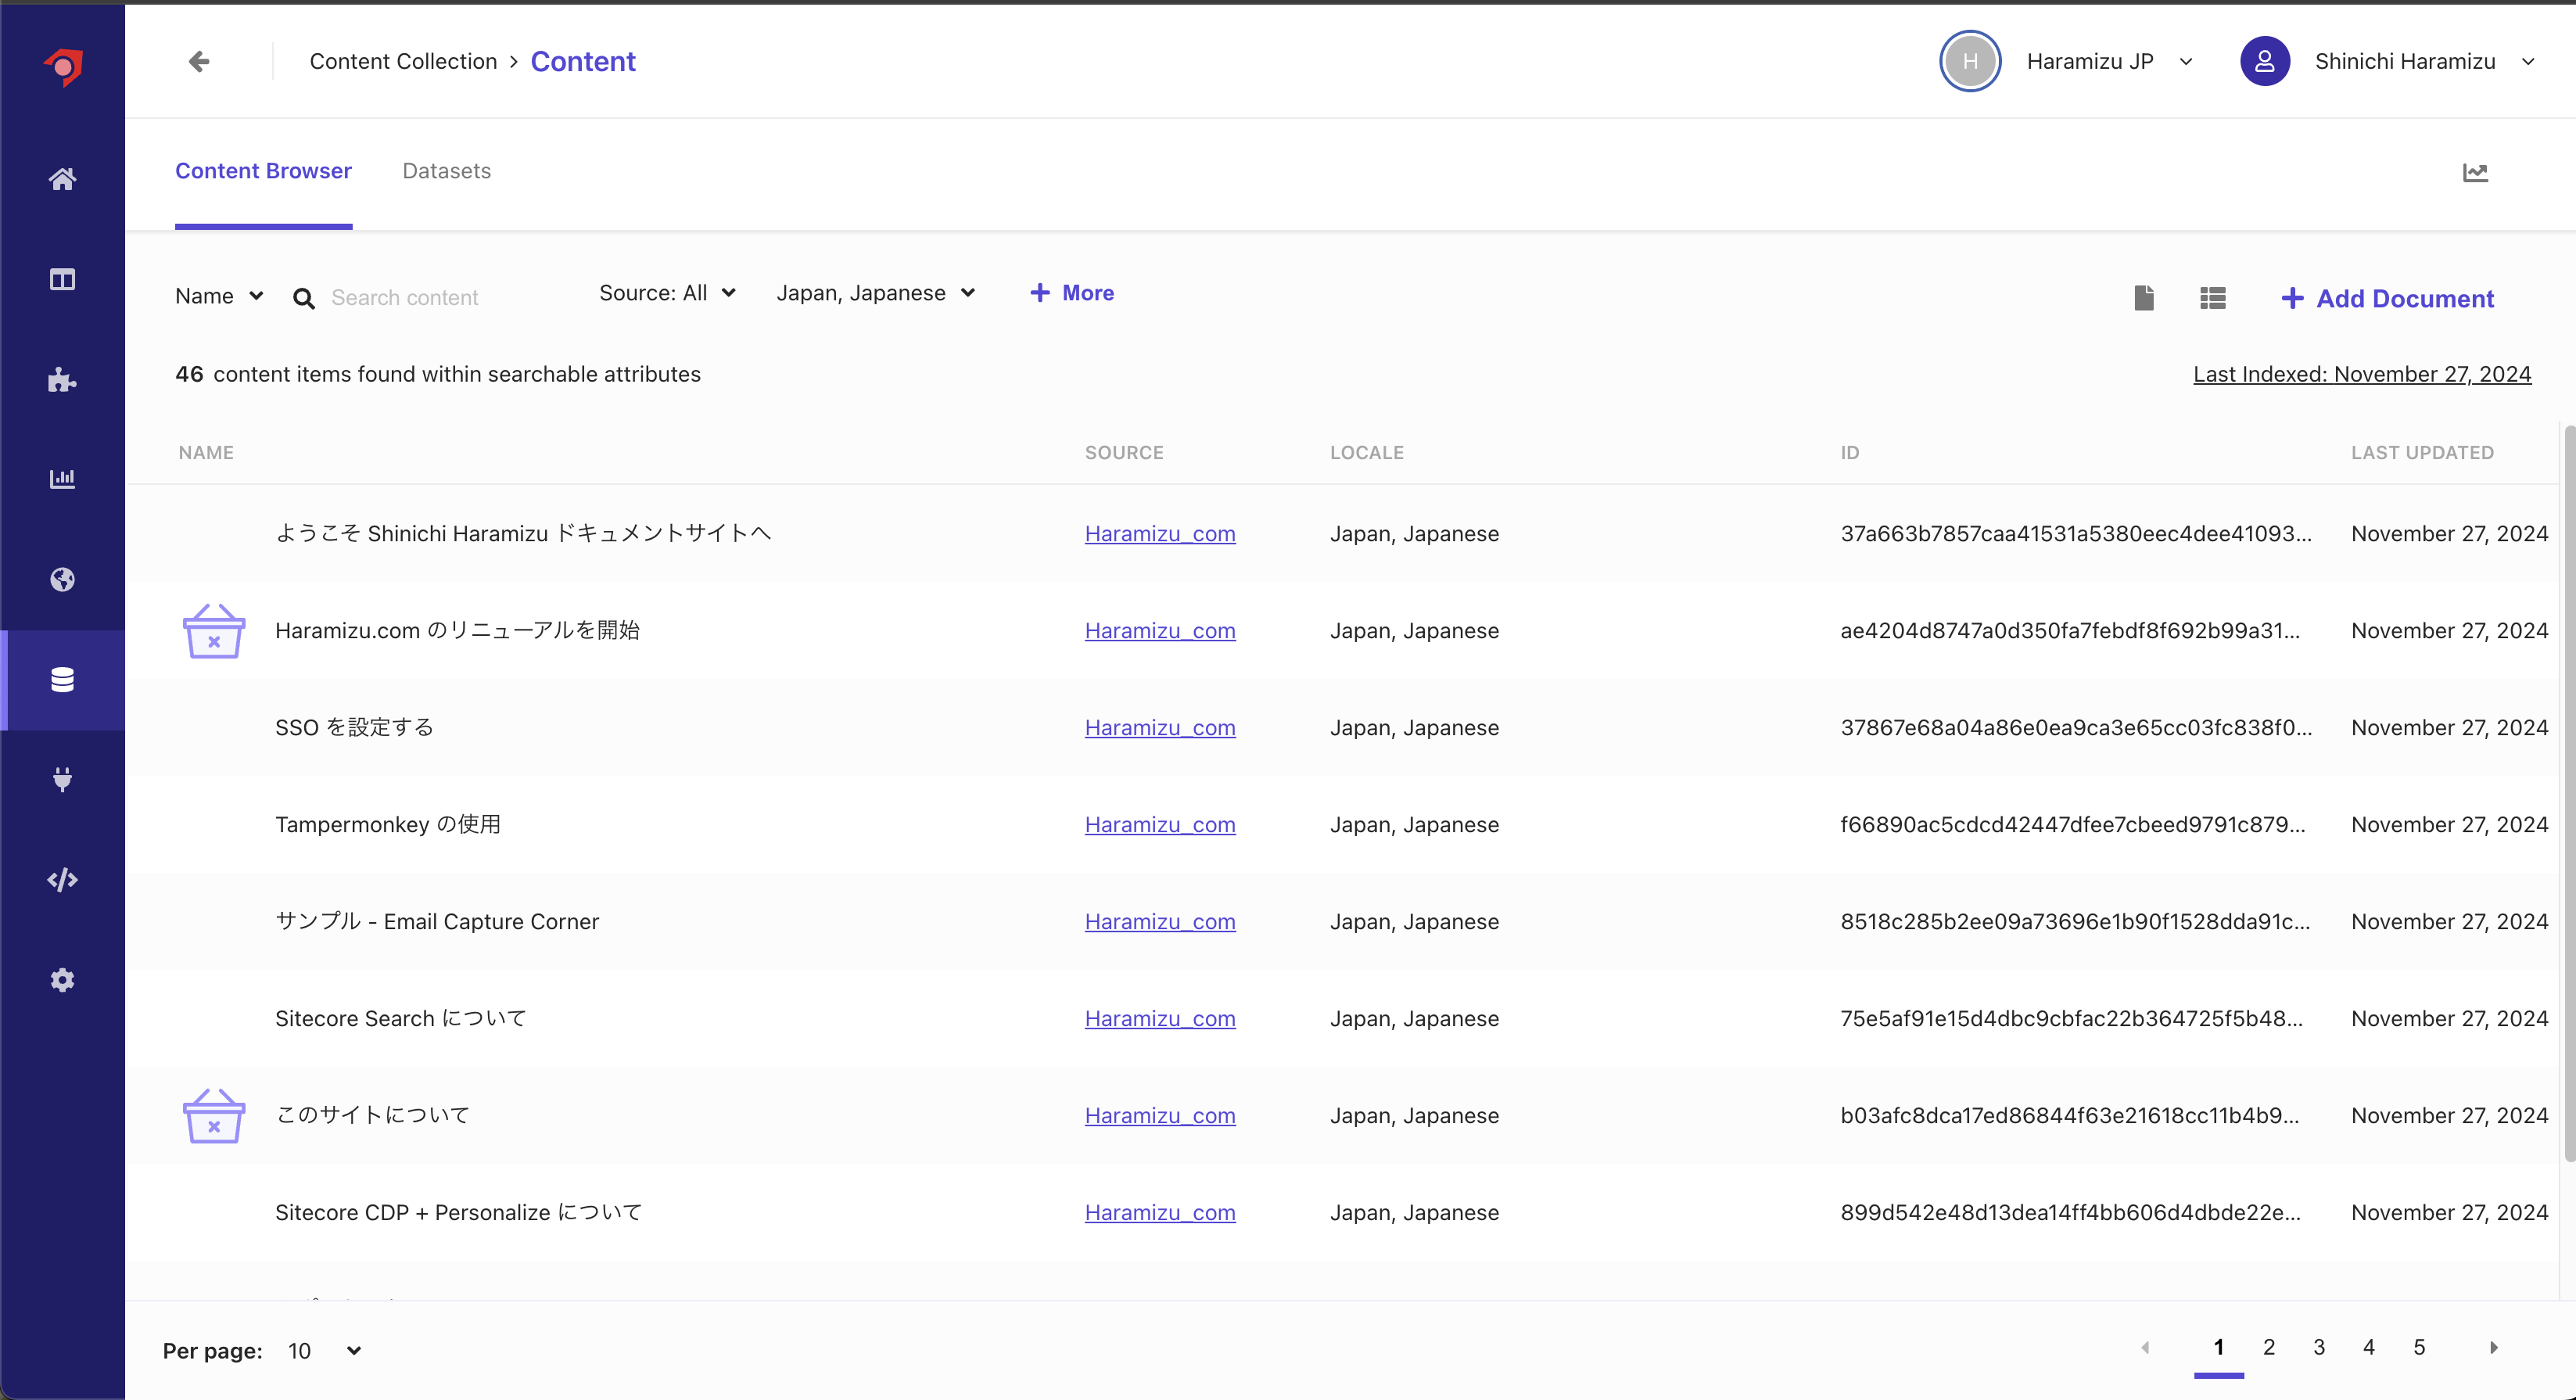 Content Collection › Content
H
Haramizu JP
Shinichi Haramizu
Content Browser
Datasets
Name
Search content
Source: All
Japan, Japanese
+ More
+ Add Document
46 content items found within searchable attributes
Last Indexed: November 27, 2024
NAME SOURCE LOCALE ID LAST UPDATED
ようこそ Shinichi Haramizu ドキュメントサイトへ Haramizu_com Japan, Japanese 37a663b7857caa41531a5380eec4dee41093... November 27, 2024
Haramizu.com のリニューアルを開始 Haramizu_com Japan, Japanese ae4204d8747a0d350fa7febdf8f692b99a31... November 27, 2024
SSO を設定する Haramizu_com Japan, Japanese 37867e68a04a86e0ea9ca3e65cc03fc838f0... November 27, 2024
Tampermonkey の使用 Haramizu_com Japan, Japanese f66890ac5cdcd42447dfee7cbeed9791c879... November 27, 2024
サンプル - Email Capture Corner Haramizu_com Japan, Japanese 8518c285b2ee09a73696e1b90f1528dda91c... November 27, 2024
Sitecore Search について Haramizu_com Japan, Japanese 75e5af91e15d4dbc9cbfac22b364725f5b48... November 27, 2024
このサイトについて Haramizu_com Japan, Japanese b03afc8dca17ed86844f63e21618cc11b4b9... November 27, 2024
Sitecore CDP + Personalize について Haramizu_com Japan, Japanese 899d542e48d13dea14ff4bb606d4dbde22e... November 27, 2024
Per page: 10
1 2 3 4 5